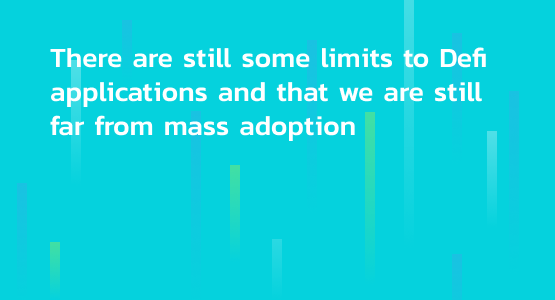 There are still some limits to Defi
applications and that we are still
far from mass adoption